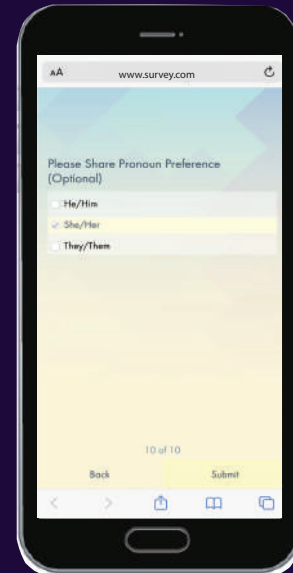 AA www.survey.com
Please Share Pronoun Preference
(Optional)
He/Him
She/Her
They/Them
10 of 10
Back Submit